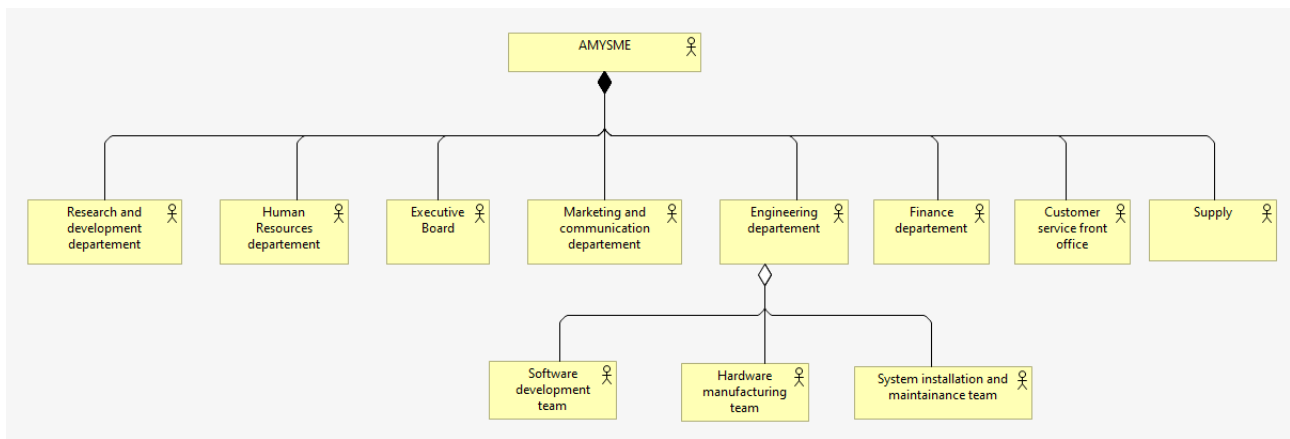 AMYSME
Research and
development
departement
Human
Resources
departement
Executive
Board
Marketing and
communication
departement
Engineering
departement
Finance
departement
Customer
service front
office
Supply
Software
development
team
Hardware
manufacturing
team
System installation and
maintainance team